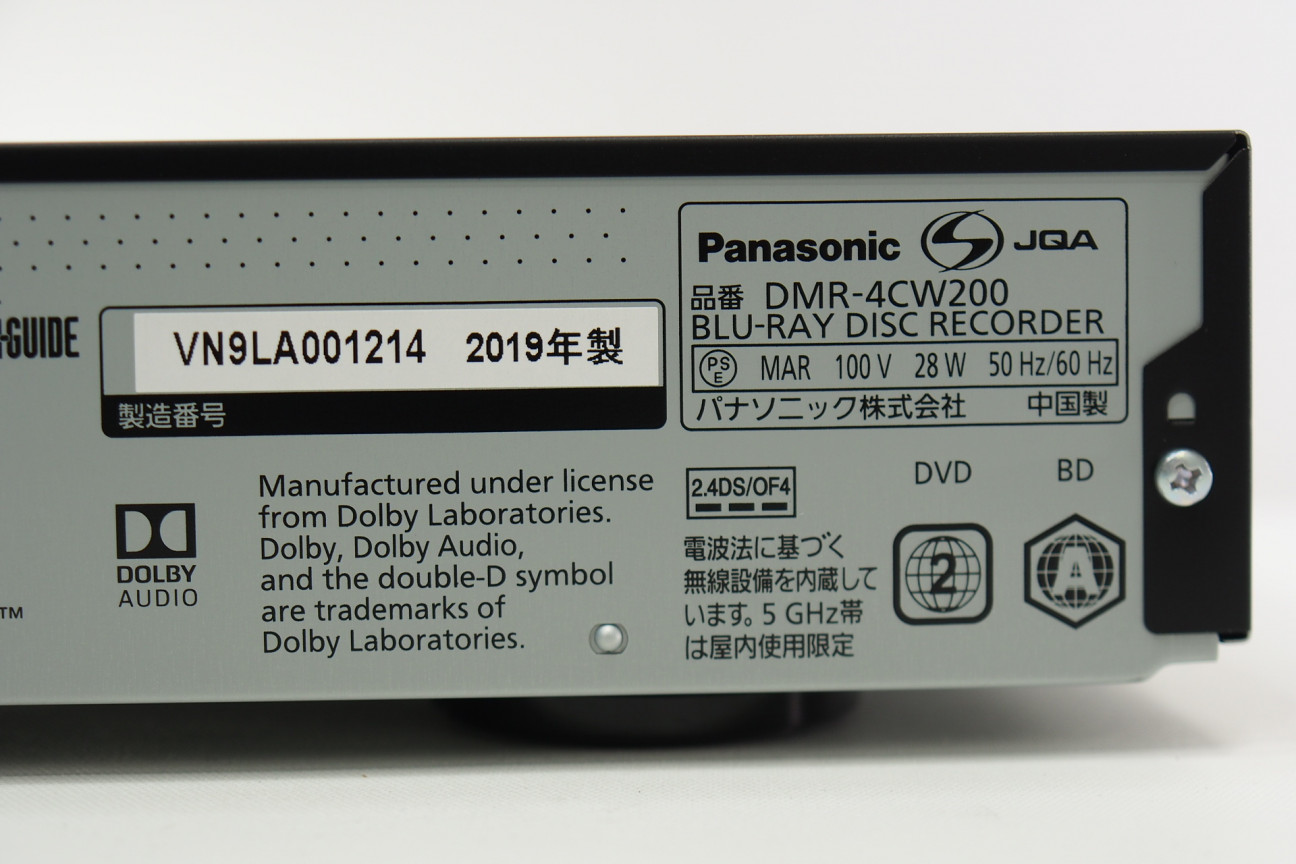 -GUIDE
VN9LA001214 2019年製
製造番号
Panasonic JQA
品番 DMR-4CW200
BLU-RAY DISC RECORDER
PS E MAR 100 V 28 W 50 Hz/60 Hz
パナソニック株式会社 中国製
TM
DOLBY
AUDIO
Manufactured under license
from Dolby Laboratories.
Dolby, Dolby Audio,
and the double-D symbol
are trademarks of
Dolby Laboratories.
2.4DS/OF4
電波法に基づく
無線設備を内蔵して
います。5 GHz帯
は屋内使用限定
DVD
2
BD
A